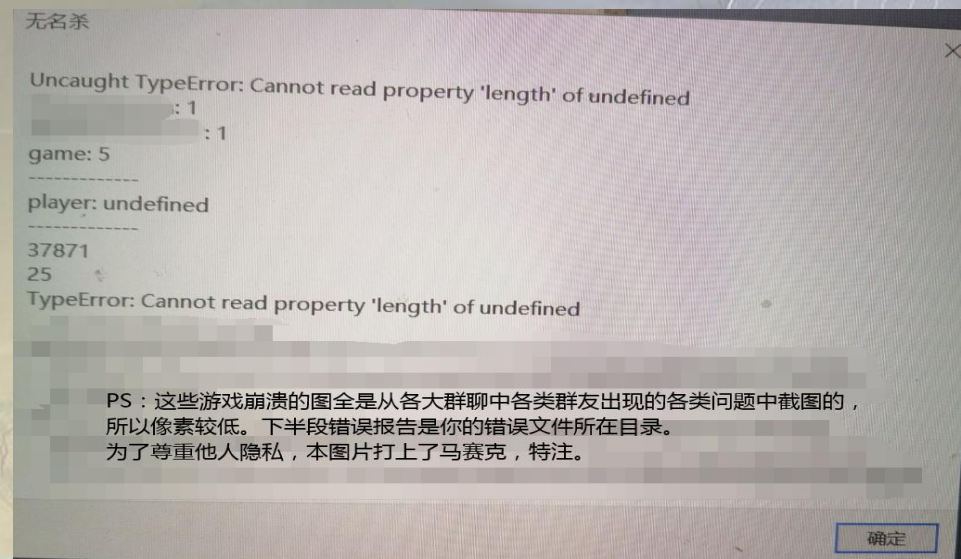 无名杀
Uncaught TypeError: Cannot read property 'length' of undefined
: 1
: 1
game: 5
-------------
player: undefined
-------------
37871
25
TypeError: Cannot read property 'length' of undefined
PS：这些游戏崩溃的图全是从各大群聊中各类群友出现的各类问题中截图的，
所以像素较低。下半段错误报告是你的错误文件所在目录。
为了尊重他人隐私，本图片打上了马赛克，特注。
确定